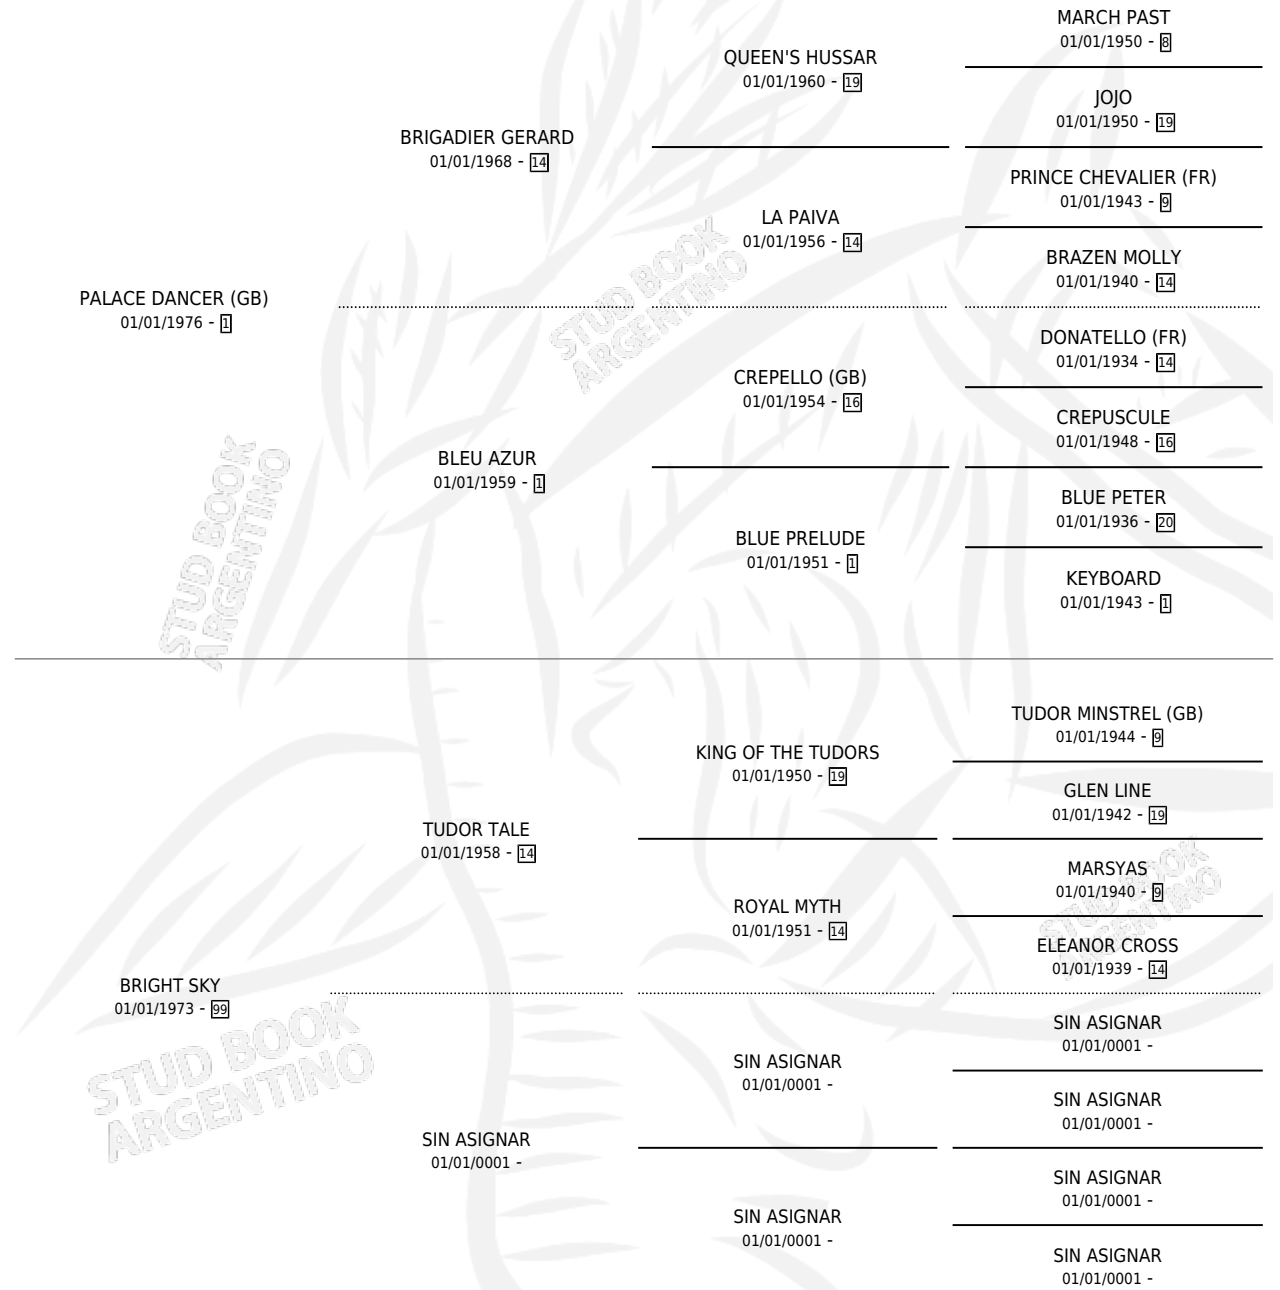 MARCH PAST
01/01/1950 - 8
QUEEN'S HUSSAR
01/01/1960 - 19
JOJO
01/01/1950 - 19
BRIGADIER GERARD
01/01/1968 - 14
PRINCE CHEVALIER (FR)
01/01/1943 - 9
LA PAIVA
01/01/1956 - 14
BRAZEN MOLLY
01/01/1940 - 14
PALACE DANCER (GB)
01/01/1976 - 1
STUD BOOK
ARGENTINO
DONATELLO (FR)
01/01/1934 - 14
CREPELLO (GB)
01/01/1954 - 16
CREPUSCULE
01/01/1948 - 16
BLEU AZUR
01/01/1959 - 1
BLUE PETER
01/01/1936 - 20
BLUE PRELUDE
01/01/1951 - 1
KEYBOARD
01/01/1943 - 1
STUD BOOK
ARGENTINO
TUDOR MINSTREL (GB)
01/01/1944 - 9
KING OF THE TUDORS
01/01/1950 - 19
GLEN LINE
01/01/1942 - 19
TUDOR TALE
01/01/1958 - 14
MARSYAS
01/01/1940 - 9
ROYAL MYTH
01/01/1951 - 14
STUD BOOK
ARGENTINO
ELEANOR CROSS
01/01/1939 - 14
BRIGHT SKY
01/01/1973 - 99
SIN ASIGNAR
01/01/0001 -
SIN ASIGNAR
01/01/0001 -
STUD BOOK
ARGENTINO
SIN ASIGNAR
01/01/0001 -
SIN ASIGNAR
01/01/0001 -
SIN ASIGNAR
01/01/0001 -
SIN ASIGNAR
01/01/0001 -
SIN ASIGNAR
01/01/0001 -